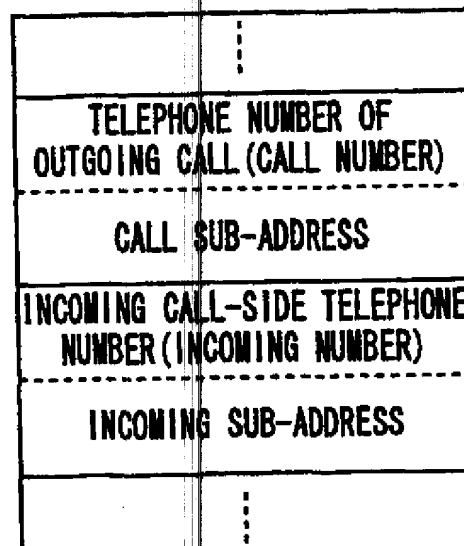 TELEPHONE NUMBER OF
OUTGOING CALL(CALL NUMBER)
CALL SUB-ADDRESS
INCOMING CALL-SIDE TELEPHONE
NUMBER(INCOMING NUMBER)
INCOMING SUB-ADDRESS